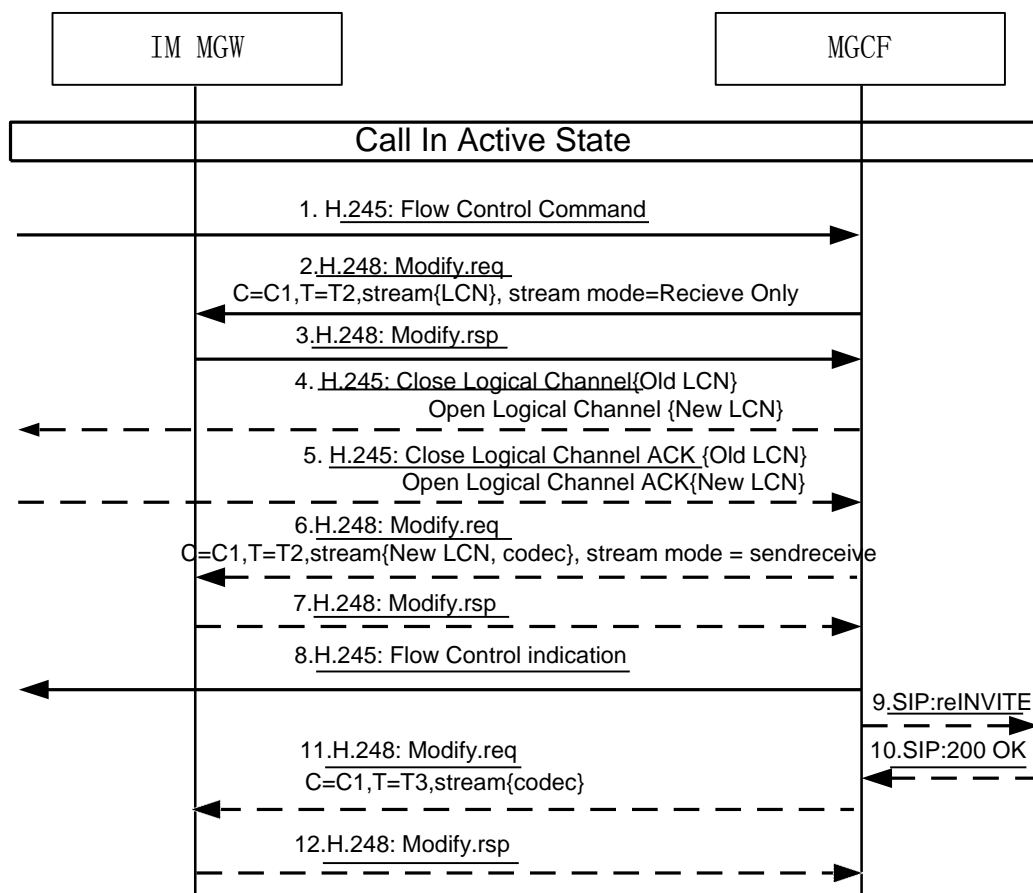 IM MGW
MGCF
Call In Active State
1. H.245: Flow Control Command
2.H.248: Modify.req
C=C1,T=T2,stream{LCN}, stream mode=Recieve Only
3.H.248: Modify.rsp
4. H.245: Close Logical Channel{Old LCN}
Open Logical Channel {New LCN}
5. H.245: Close Logical Channel ACK {Old LCN}
Open Logical Channel ACK{New LCN}
6.H.248: Modify.req
C=C1,T=T2,stream{New LCN, codec}, stream mode = sendreceive
7.H.248: Modify.rsp
8.H.245: Flow Control indication
9.SIP:reINVITE
10.SIP:200 OK
11.H.248: Modify.req
C=C1,T=T3,stream{codec}
12.H.248: Modify.rsp